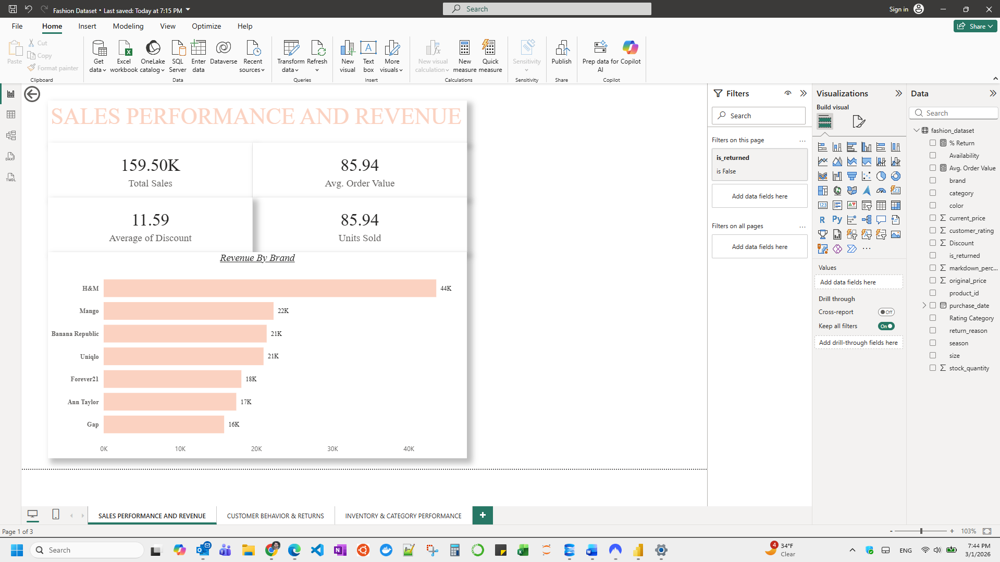 Fashion Dataset • Last saved: Today at 7:15 PM
Search
Sign in
File
Home
Insert
Modeling
View
Optimize
Help
Share
Paste
Cut
Copy
Format painter
Clipboard
Get data
Excel workbook
OneLake catalog
SQL Server
Enter data
Dataverse
Recent sources
Data
Transform data
Refresh
Queries
New visual
Text box
More visuals
Insert
New visual calculation
New measure
Quick measure
Calculations
Sensitivity
Sensitivity
Publish
Share
Prep data for AI
Copilot
Copilot
SALES PERFORMANCE AND REVENUE
159.50K
Total Sales
85.94
Avg. Order Value
11.59
Average of Discount
85.94
Units Sold
Revenue By Brand
H&M 44K
Mango 22K
Banana Republic 21K
Uniqlo 21K
Forever21 18K
Ann Taylor 17K
Gap 16K
0K 10K 20K 30K 40K
Filters
Search
Filters on this page ...
is_returned
is False
Add data fields here
Filters on all pages ...
Add data fields here
Visualizations
Build visual
123
123
R Py
...
Values
Add data fields here
Drill through
Cross-report Off
Keep all filters On
Add drill-through fields here
Data
Search
fashion_dataset
% Return
Availability
Avg. Order Value
brand
category
color
∑ current_price
∑ customer_rating
∑ Discount
is_returned
∑ markdown_perc...
∑ original_price
product_id
purchase_date
Rating Category
return_reason
season
size
∑ stock_quantity
DAX
TMDL
SALES PERFORMANCE AND REVENUE
CUSTOMER BEHAVIOR & RETURNS
INVENTORY & CATEGORY PERFORMANCE
+
Page 1 of 3
- + 103%
Search
4
34°F
Clear
ENG
7:44 PM
3/1/2026